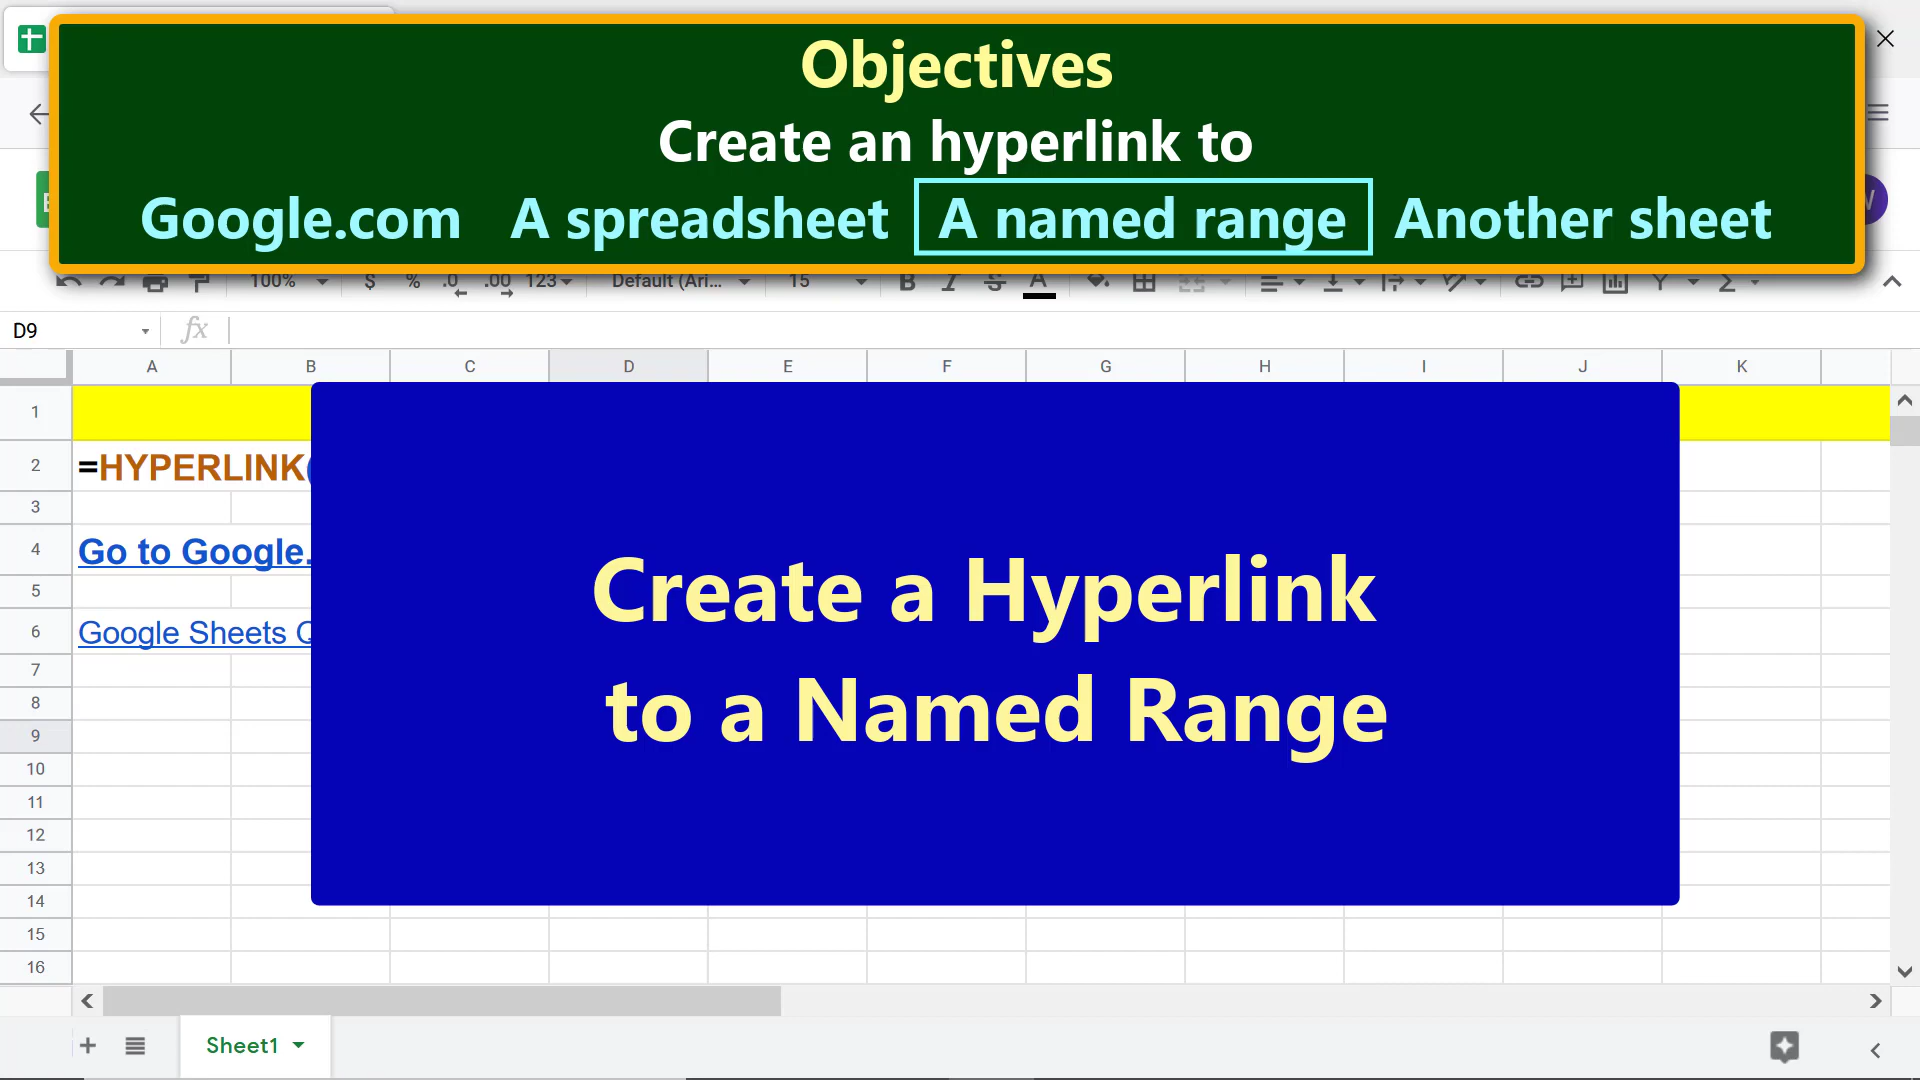 Objectives
Create an hyperlink to
Google.com A spreadsheet A named range Another sheet
100% $ % .0 .00 123 Default (Ari... 15 B I S A
D9 fx
A B C D E F G H I J K
1
2 =HYPERLINK(
3
4 Go to Google.
5
6 Google Sheets
7
8
9
10
11
12
13
14
15
16
Create a Hyperlink
to a Named Range
+ Sheet1